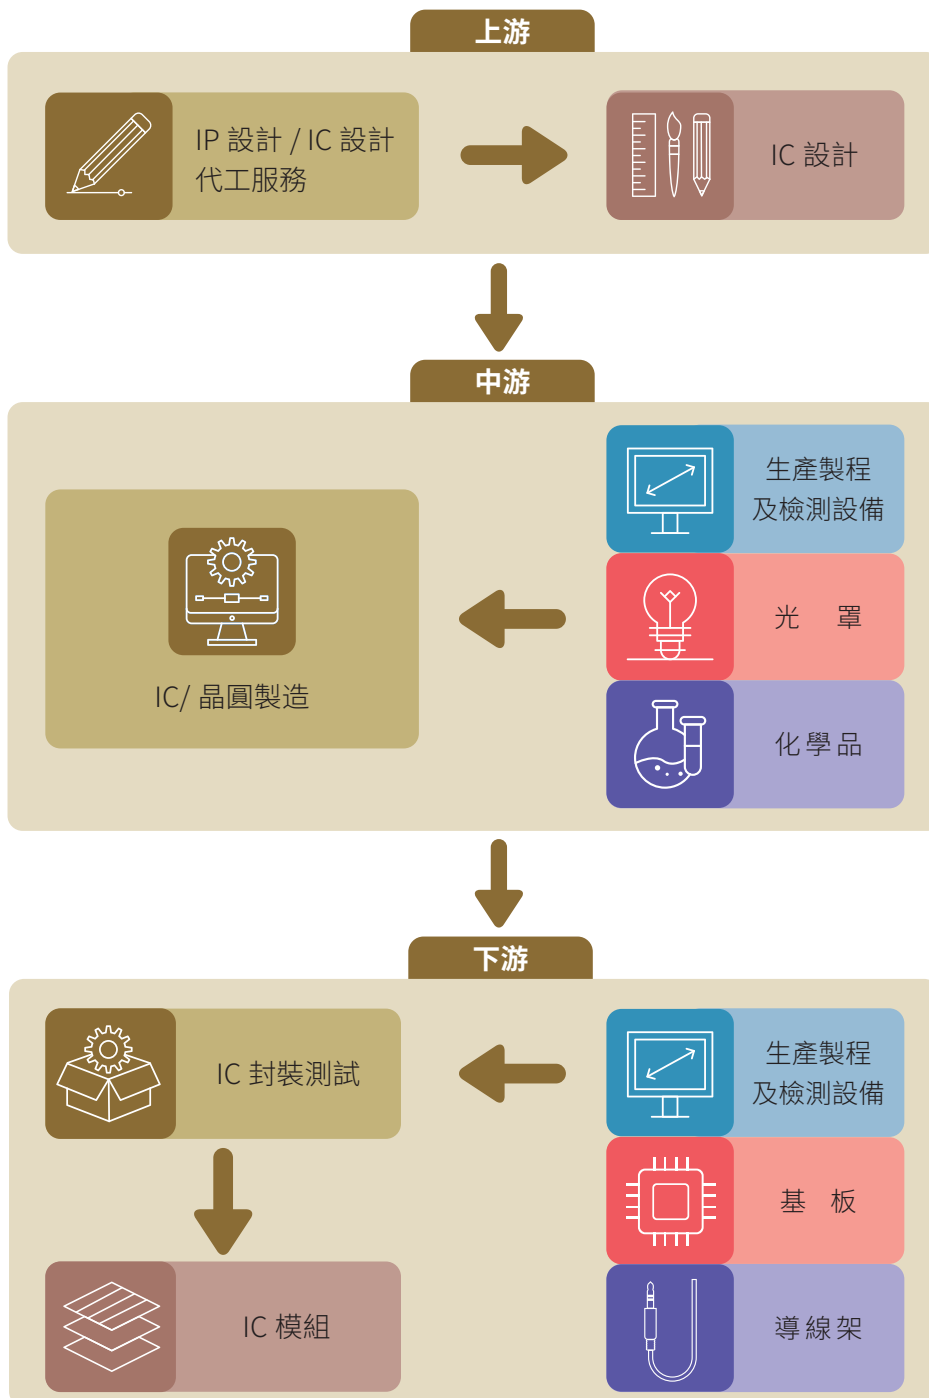 上游
IP 設計 / IC 設計
代工服務
IC 設計
中游
IC/ 晶圓製造
生產製程
及檢測設備
光 罩
化學品
下游
IC 封裝測試
IC 模組
生產製程
及檢測設備
基 板
導線架